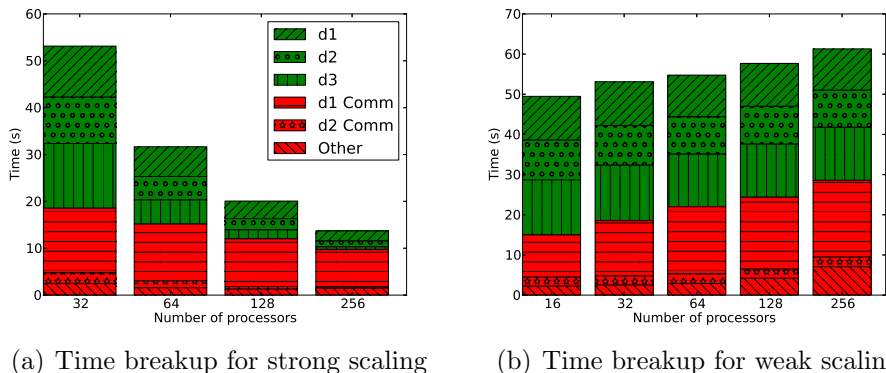 60
50
40
30
20
10
0
Time (s)
d1
d2
d3
d1 Comm
d2 Comm
Other
32 64 128 256
Number of processors
(a) Time breakup for strong scaling
70
60
50
40
30
20
10
0
Time (s)
16 32 64 128 256
Number of processors
(b) Time breakup for weak scalin